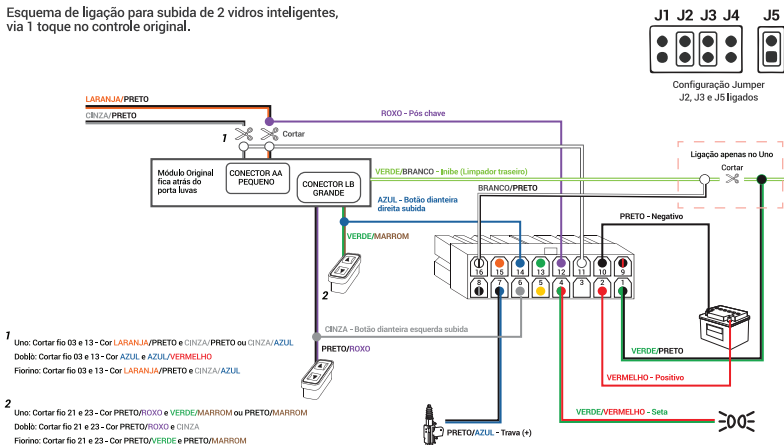 Esquema de ligação para subida de 2 vidros inteligentes,
via 1 toque no controle original.
J1 J2 J3 J4 J5
Configuração Jumper
J2, J3 e J5 ligados
LARANJA/PRETO
CINZA/PRETO
1
Cortar
ROXO - Pós chave
Ligação apenas no Uno
Cortar
Módulo Original
fica atrás do
porta luvas
CONECTOR AA
PEQUENO
CONECTOR LB
GRANDE
VERDE/BRANCO - Inibe (Limpador traseiro)
BRANCO/PRETO
AZUL - Botão dianteira
direita subida
VERDE/MARROM
PRETO - Negativo
16 15 14 13 12 11 10 9
8 7 6 5 4 3 2 1
2
CINZA - Botão dianteira esquerda subida
PRETO/ROXO
VERDE/PRETO
VERMELHO - Positivo
VERDE/VERMELHO - Seta
PRETO/AZUL - Trava (+)
1
Uno: Cortar fio 03 e 13 - Cor LARANJA/PRETO e CINZA/PRETO ou CINZA/AZUL
Doblò: Cortar fio 03 e 13 - Cor AZUL e AZUL/VERMELHO
Fiorino: Cortar fio 03 e 13 - Cor LARANJA/PRETO e CINZA/AZUL
2
Uno: Cortar fio 21 e 23 - Cor PRETO/ROXO e VERDE/MARROM ou PRETO/MARROM
Doblò: Cortar fio 21 e 23 - Cor PRETO/ROXO e CINZA
Fiorino: Cortar fio 21 e 23 - Cor PRETO/VERDE e PRETO/MARROM